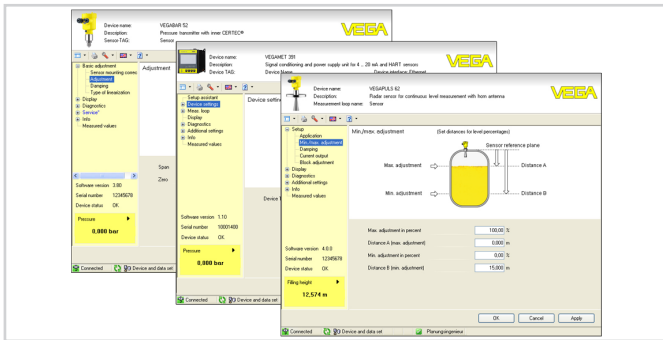 Device name: VEGABAR 52
Description: Pressure transmitter with inner CERTEC®
Sensor-TAG: Sensor
VEGA
Basic adjustment
Sensor mounting correc
Adjustment
Damping
Type of linearization
Display
Diagnostics
Service*
Info
Measured values
Adjustment
Span
Zero
Software version 3.80
Serial number 12345678
Device status OK
Pressure
0,000 bar
Connected
Device and data set
Device name: VEGAMET 391
Description: Signal conditioning and power supply unit for 4 .. 20 mA and HART sensors
Device TAG: Device Name
Device interface Ethernet
VEGA
Setup assistant
Device settings
Meas. loop
Display
Diagnostics
Additional settings
Info
Measured values
Device settin
Device
Software version 1.10
Serial number 10001400
Device status OK
Pressure
0,000 bar
Connected
Device and data set
Device name: VEGAPULS 62
Description: Radar sensor for continuous level measurement with horn antenna
Measurement loop name: Sensor
VEGA
Setup
Application
Min./max. adjustment
Damping
Current output
Block adjustment
Display
Diagnostics
Additional settings
Info
Measured values
Min./max. adjustment (Set distances for level percentages)
Sensor reference plane
Max. adjustment
Distance A
Min. adjustment
Distance B
Max. adjustment in percent 100,00 %
Distance A (max. adjustment) 0,000 m
Min. adjustment in percent 0,00 %
Distance B (min. adjustment) 15,000 m
Software version 4.0.0
Serial number 12345678
Device status OK
Filling height
12,574 m
OK Cancel Apply
Connected
Device and data set
Planungsingenieur: